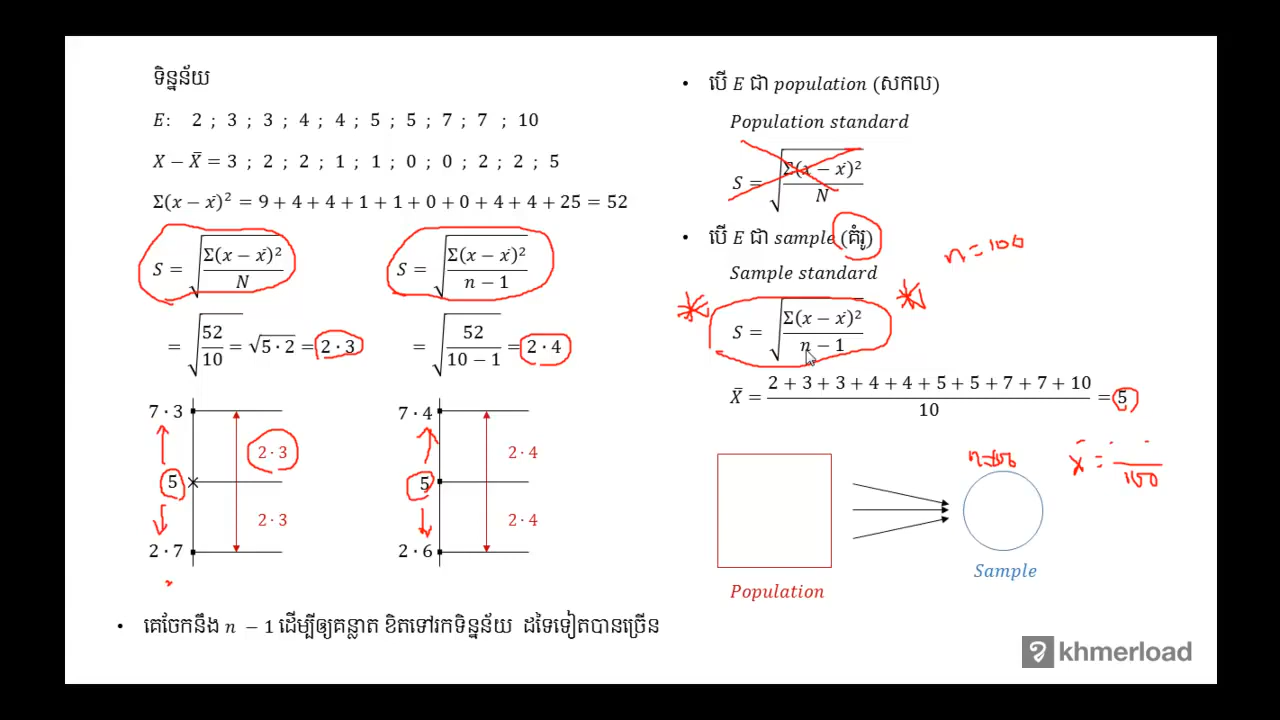 ទិន្នន័យ
E: 2 ; 3 ; 3 ; 4 ; 4 ; 5 ; 5 ; 7 ; 7 ; 10
X − X̄ = 3 ; 2 ; 2 ; 1 ; 1 ; 0 ; 0 ; 2 ; 2 ; 5
Σ(x − x̄)² = 9 + 4 + 4 + 1 + 1 + 0 + 0 + 4 + 4 + 25 = 52
S = √(Σ(x − x̄)² / N)
= √(52 / 10) = √5·2 = 2·3
7·3
2·3
5
2·3
2·7
S = √(Σ(x − x̄)² / n − 1)
= √(52 / 10 − 1) = 2·4
7·4
2·4
5
2·4
2·6
• គេចែកនឹង n − 1 ដើម្បីឲ្យគន្លាត ខិតទៅរកទិន្នន័យ ដទៃទៀតបានច្រើន
• បើ E ជា population (សកល)
Population standard
S = √(Σ(x − x̄)² / N)
• បើ E ជា sample (គំរូ)
n = 100
Sample standard
S = √(Σ(x − x̄)² / n − 1)
X̄ = 2 + 3 + 3 + 4 + 4 + 5 + 5 + 7 + 7 + 10 / 10 = 5
n=100
x̄ = / 100
Population
Sample
khmerload